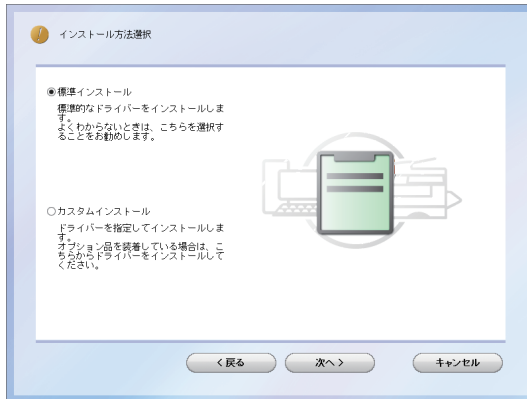 インストール方法選択
標準インストール
標準的なドライバーをインストールしま
す。
よくわからないときは、こちらを選択す
ることをお勧めします。
カスタムインストール
ドライバーを指定してインストールしま
す。
オプション品を装着している場合は、こ
ちらからドライバーをインストールして
ください。
< 戻る
次へ >
キャンセル